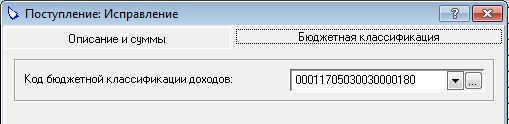 Поступление: Исправление
Описание и суммы
Бюджетная классификация
Код бюджетной классификации доходов: 00011705030030000180